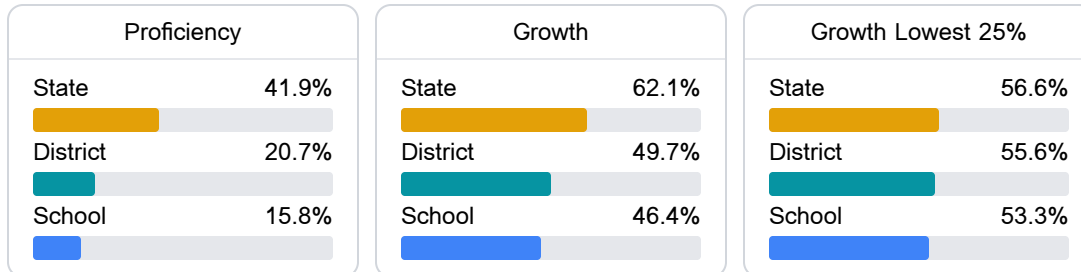 Proficiency
State 41.9%
District 20.7%
School 15.8%
Growth
State 62.1%
District 49.7%
School 46.4%
Growth Lowest 25%
State 56.6%
District 55.6%
School 53.3%